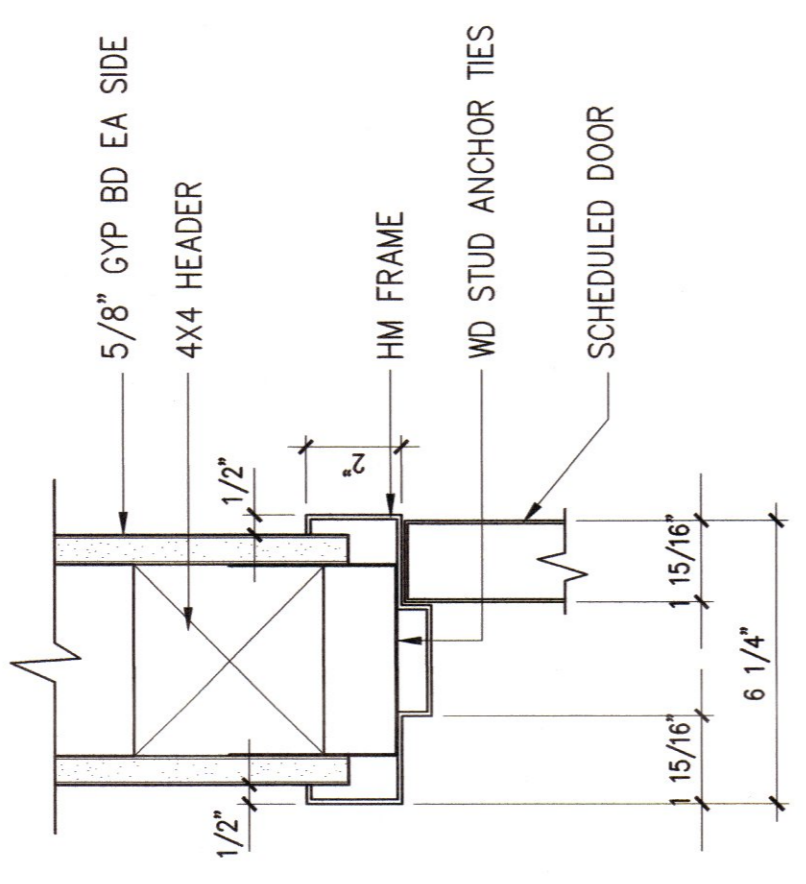 5/8” GYP BD EA SIDE
4X4 HEADER
HM FRAME
WD STUD ANCHOR TIES
SCHEDULED DOOR
1/2”
2”
1/2”
1 15/16”
1 15/16”
6 1/4”